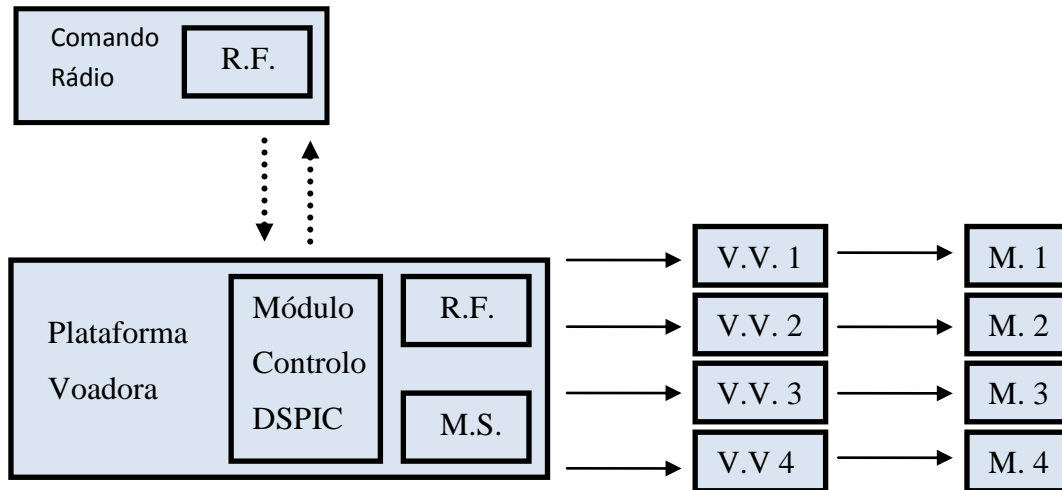 Comando
Rádio
R.F.
Plataforma
Voadora
Módulo
Controlo
DSPIC
R.F.
M.S.
V.V. 1
M. 1
V.V. 2
M. 2
V.V. 3
M. 3
V.V 4
M. 4